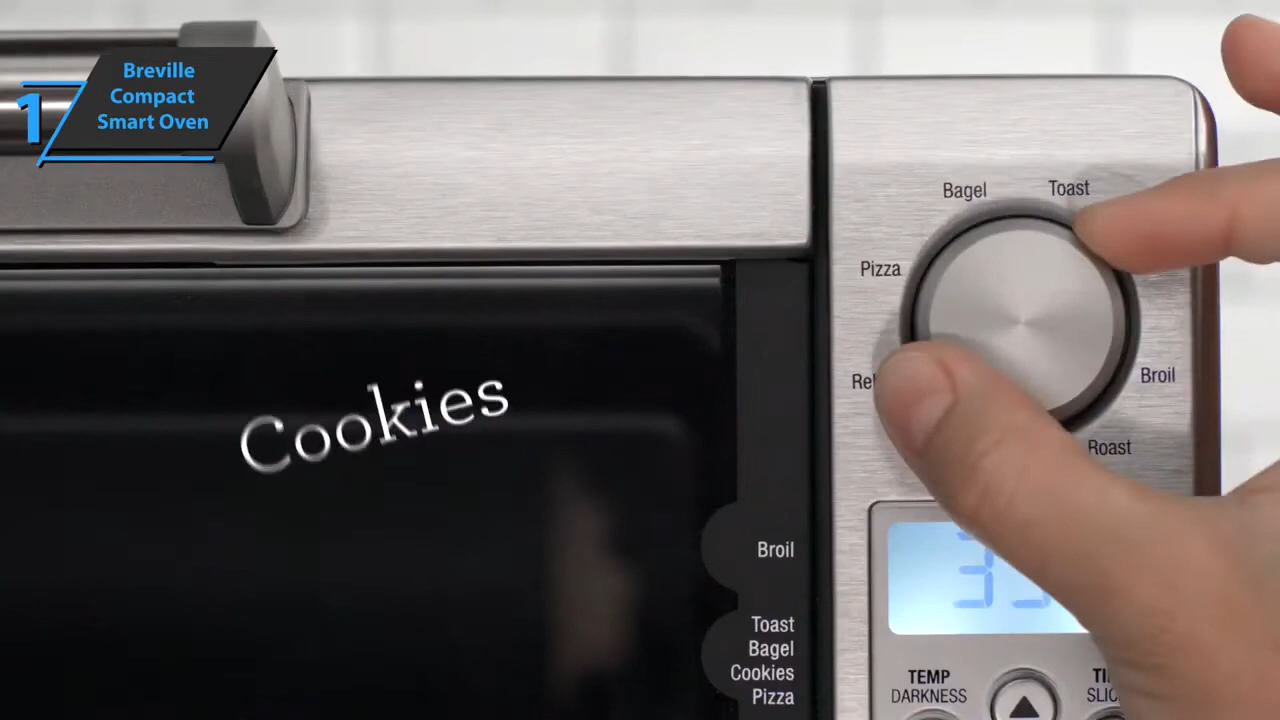 1
Breville
Compact
Smart Oven
Bagel
Toast
Pizza
Broil
Roast
Cookies
Broil
Toast
Bagel
Cookies
Pizza
TEMP
DARKNESS